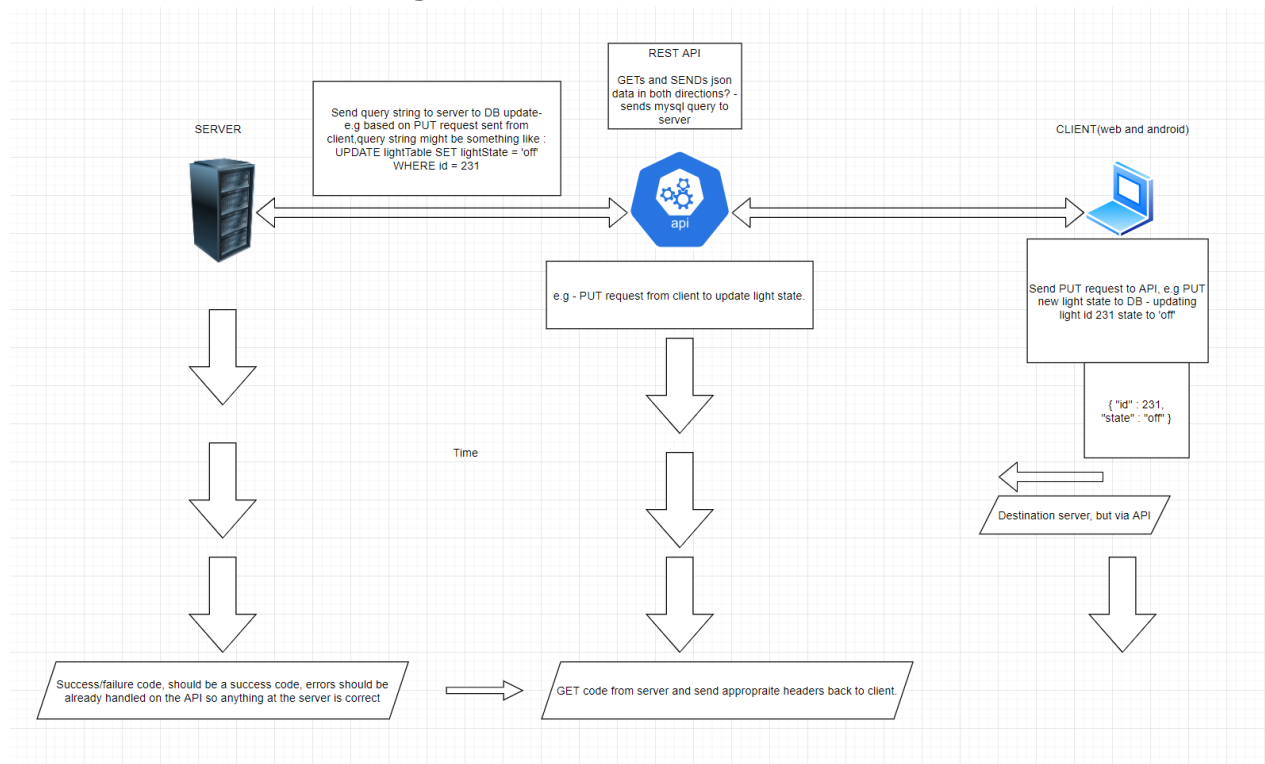 REST API
GETs and SENDs json
data in both directions? -
sends mysql query to
server
Send query string to server to DB update-
e.g based on PUT request sent from
client,query string might be something like :
UPDATE lightTable SET lightState = 'off'
WHERE id = 231
SERVER
CLIENT(web and android)
api
e.g - PUT request from client to update light state.
Send PUT request to API, e.g PUT
new light state to DB - updating
light id 231 state to 'off'
{ "id" : 231,
"state" : "off" }
Time
Destination server, but via API
Success/failure code, should be a success code, errors should be
already handled on the API so anything at the server is correct
GET code from server and send appropraite headers back to client.